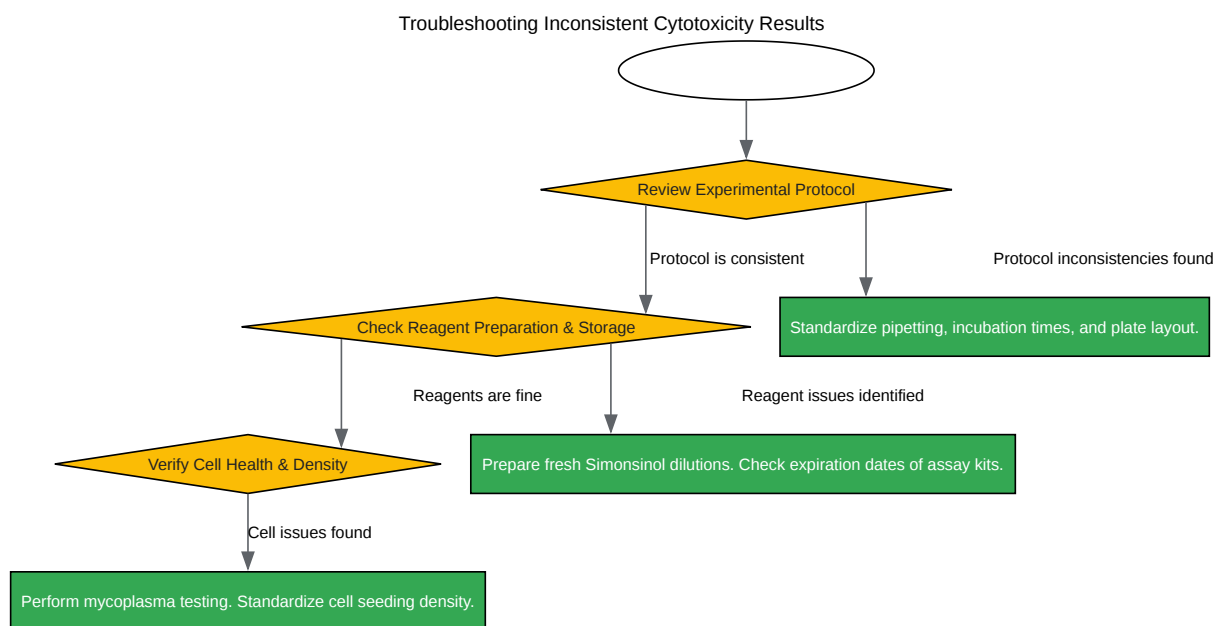 Troubleshooting Inconsistent Cytotoxicity Results
Review Experimental Protocol
Protocol is consistent
Protocol inconsistencies found
Check Reagent Preparation & Storage
Standardize pipetting, incubation times, and plate layout.
Reagents are fine
Reagent issues identified
Verify Cell Health & Density
Prepare fresh Simonsinol dilutions. Check expiration dates of assay kits.
Cell issues found
Perform mycoplasma testing. Standardize cell seeding density.